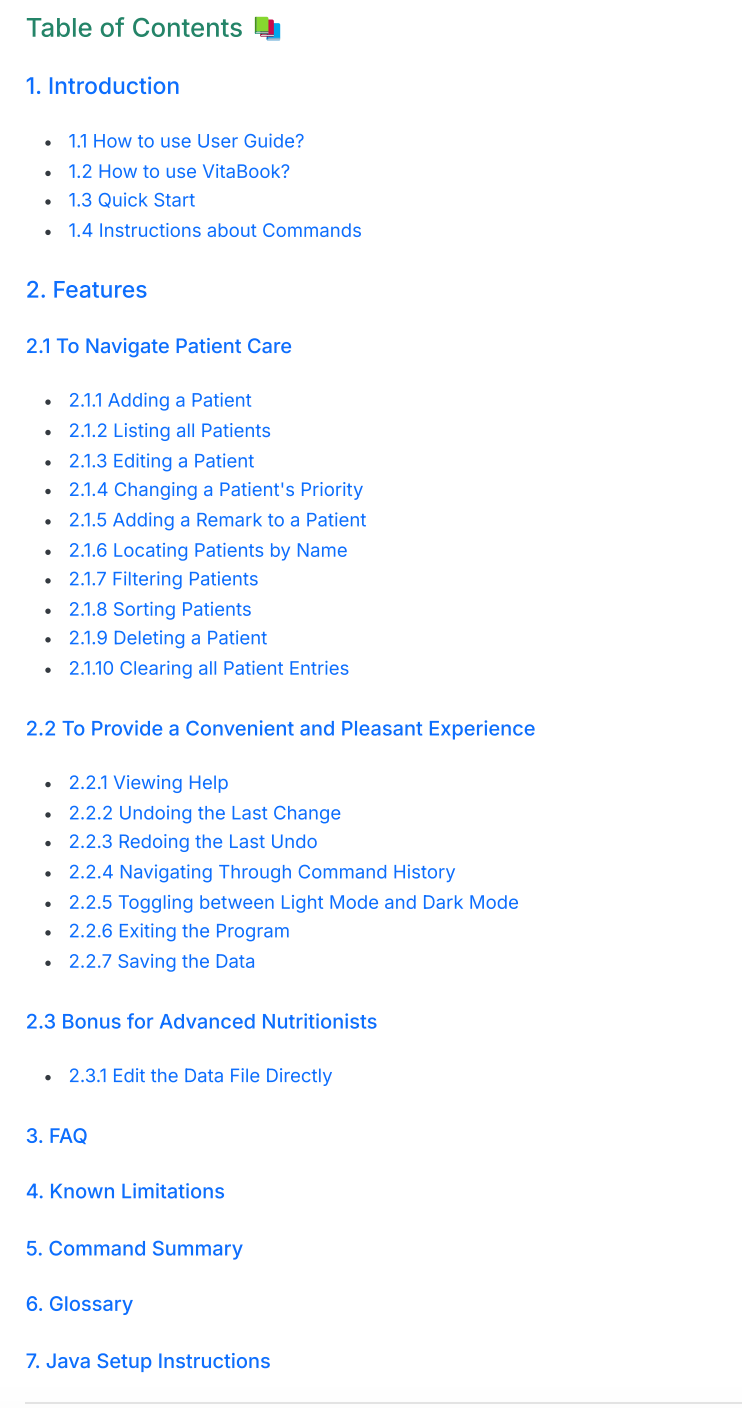 Table of Contents
1. Introduction
1.1 How to use User Guide?
1.2 How to use VitaBook?
1.3 Quick Start
1.4 Instructions about Commands
2. Features
2.1 To Navigate Patient Care
2.1.1 Adding a Patient
2.1.2 Listing all Patients
2.1.3 Editing a Patient
2.1.4 Changing a Patient's Priority
2.1.5 Adding a Remark to a Patient
2.1.6 Locating Patients by Name
2.1.7 Filtering Patients
2.1.8 Sorting Patients
2.1.9 Deleting a Patient
2.1.10 Clearing all Patient Entries
2.2 To Provide a Convenient and Pleasant Experience
2.2.1 Viewing Help
2.2.2 Undoing the Last Change
2.2.3 Redoing the Last Undo
2.2.4 Navigating Through Command History
2.2.5 Toggling between Light Mode and Dark Mode
2.2.6 Exiting the Program
2.2.7 Saving the Data
2.3 Bonus for Advanced Nutritionists
2.3.1 Edit the Data File Directly
3. FAQ
4. Known Limitations
5. Command Summary
6. Glossary
7. Java Setup Instructions